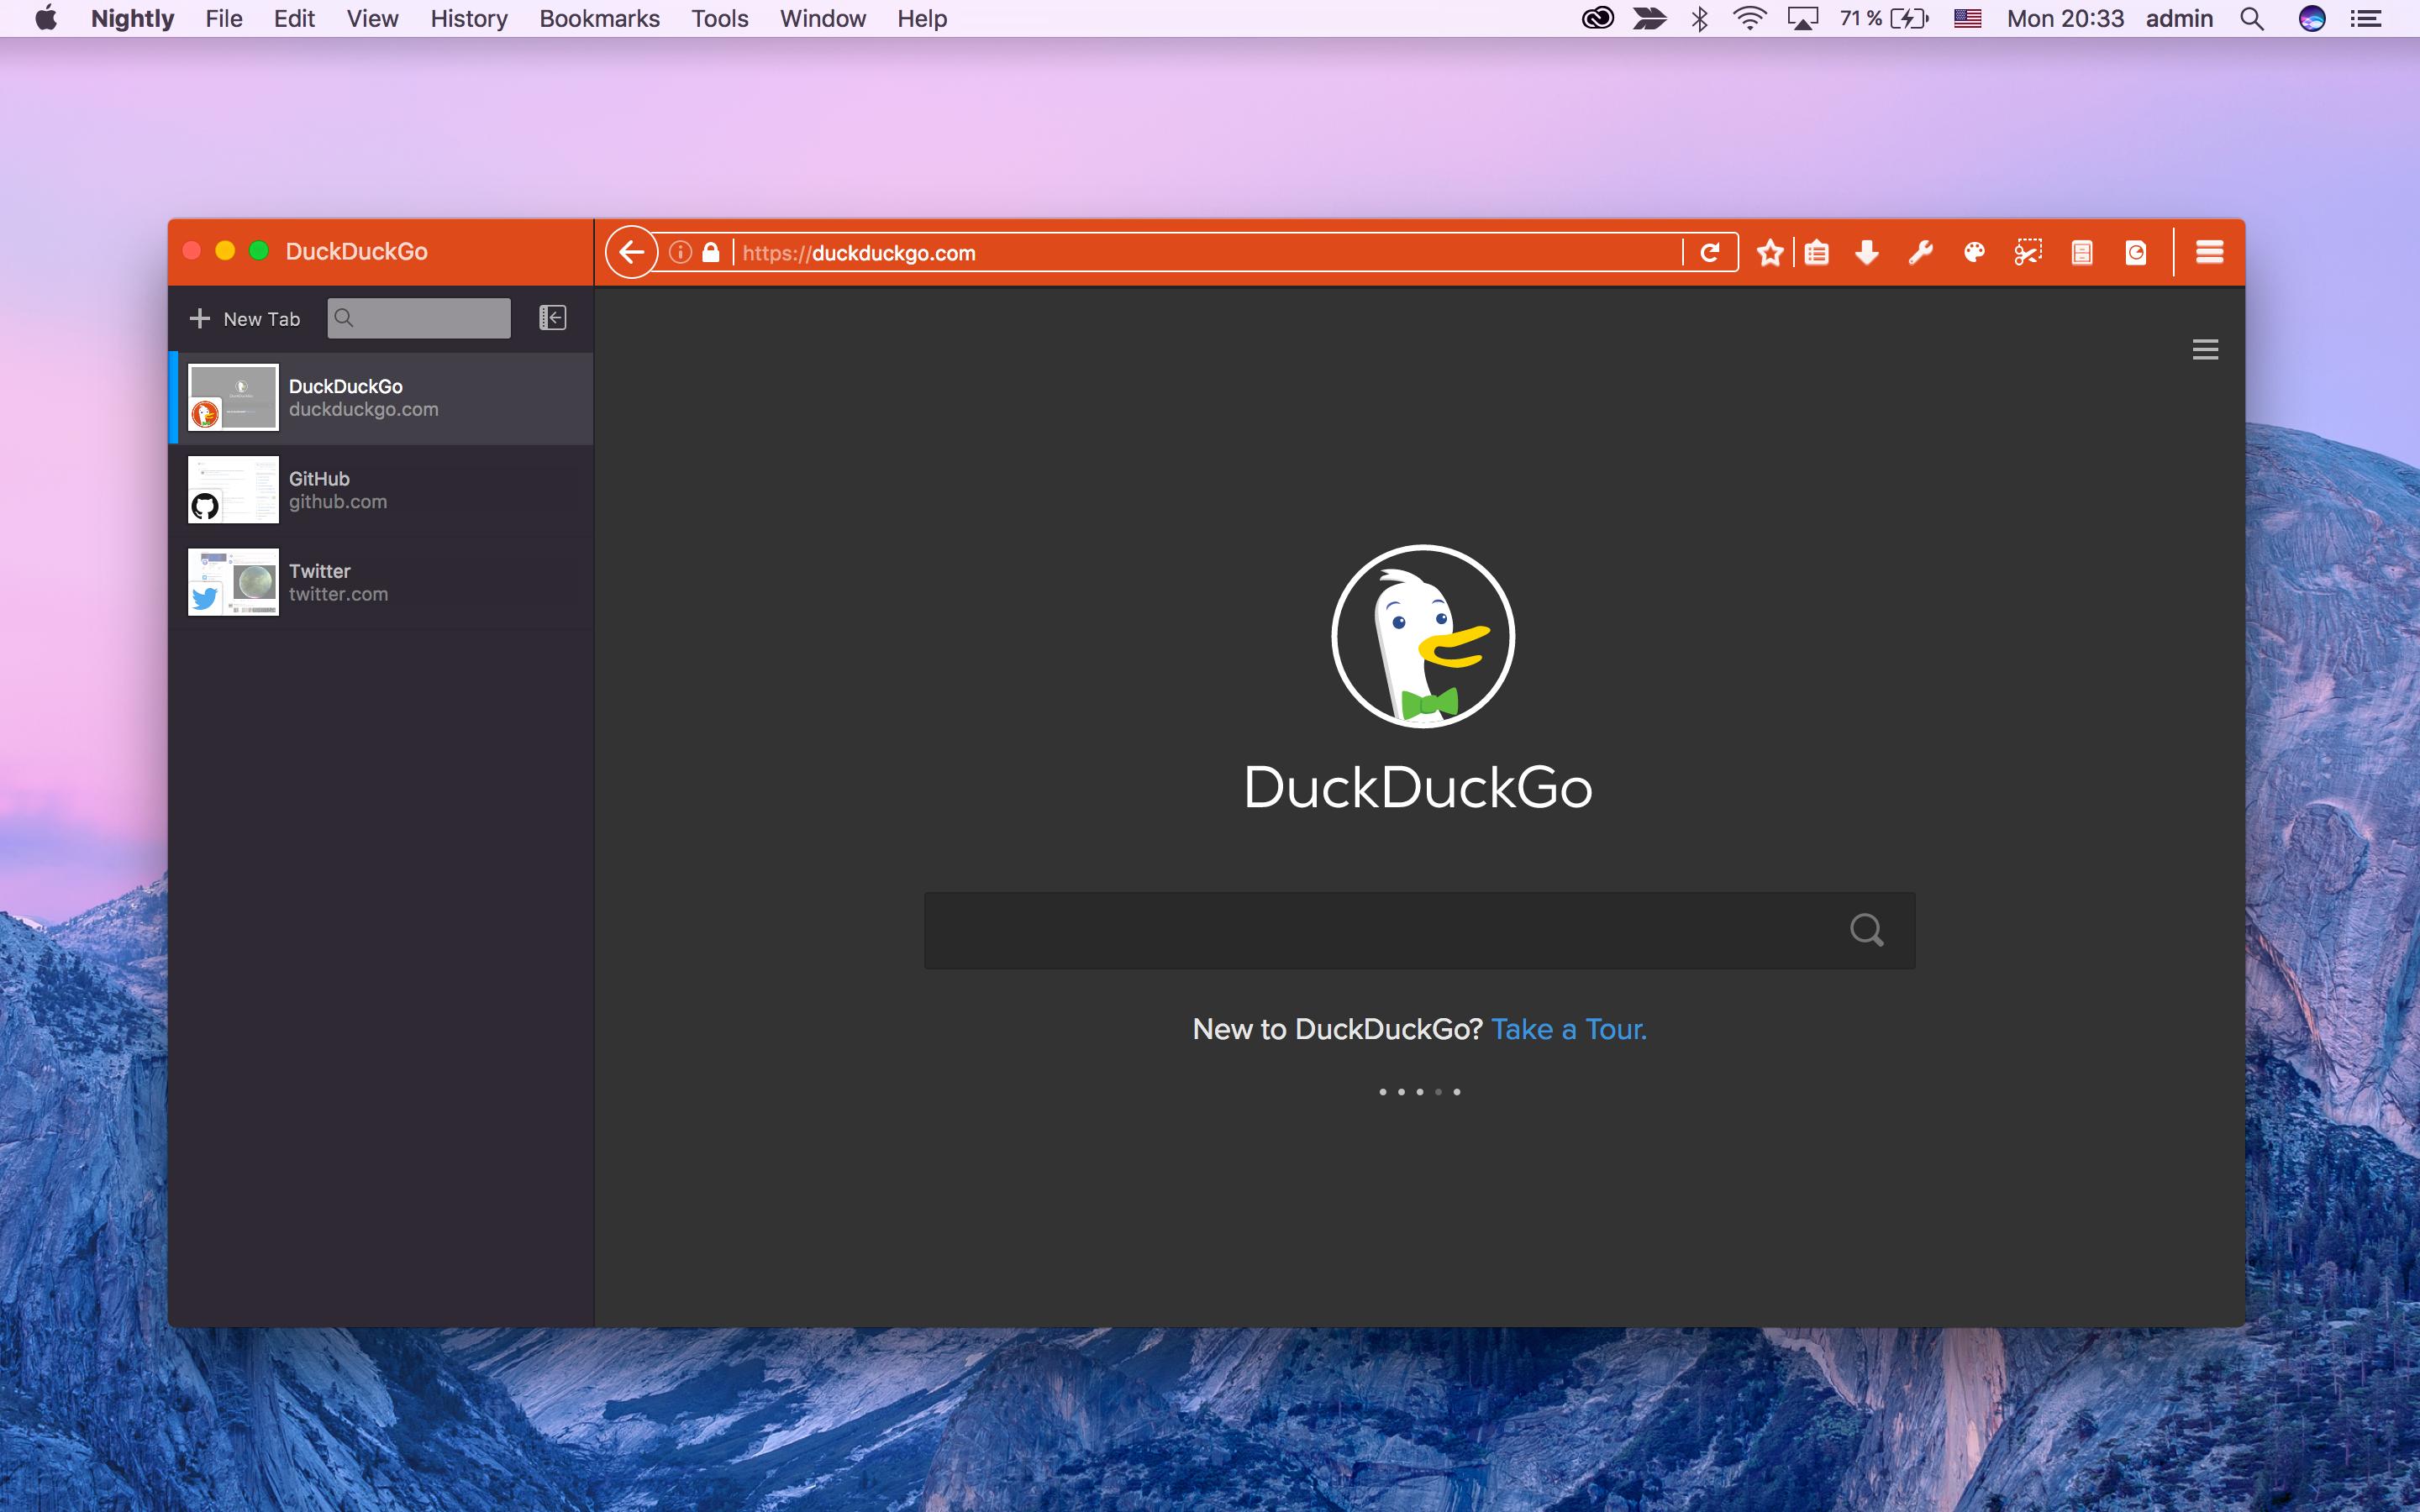 Nightly File Edit View History Bookmarks Tools Window Help 71 % Mon 20:33 admin
DuckDuckGo https://duckduckgo.com
New Tab
DuckDuckGo
duckduckgo.com
GitHub
github.com
Twitter
twitter.com
DuckDuckGo
New to DuckDuckGo? Take a Tour.